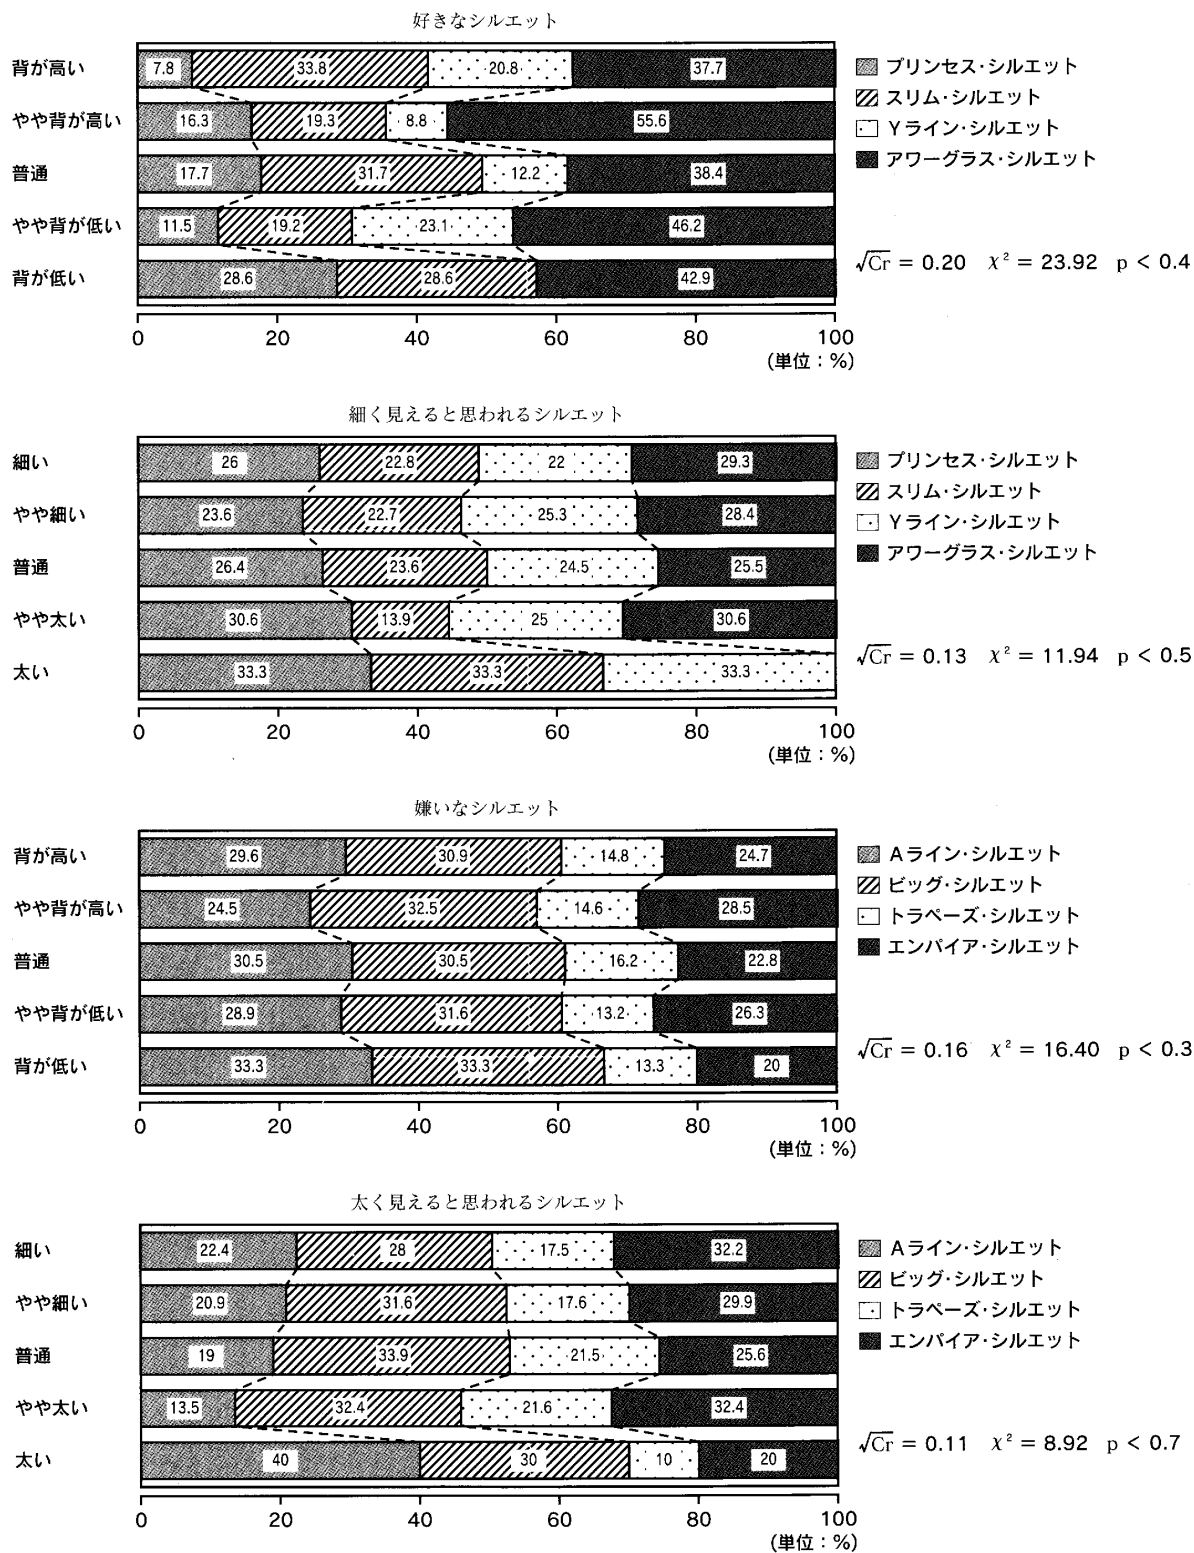 好きなシルエット
背が高い 7.8 33.8 20.8 37.7
やや背が高い 16.3 19.3 8.8 55.6
普通 17.7 31.7 12.2 38.4
やや背が低い 11.5 19.2 23.1 46.2
背が低い 28.6 28.6 42.9
プリンセス・シルエット
スリム・シルエット
Yライン・シルエット
アワーグラス・シルエット
√Cr = 0.20 χ² = 23.92 p < 0.4
0 20 40 60 80 100
(単位:%)
細く見えると思われるシルエット
細い 26 22.8 22 29.3
やや細い 23.6 22.7 25.3 28.4
普通 26.4 23.6 24.5 25.5
やや太い 30.6 13.9 25 30.6
太い 33.3 33.3 33.3
プリンセス・シルエット
スリム・シルエット
Yライン・シルエット
アワーグラス・シルエット
√Cr = 0.13 χ² = 11.94 p < 0.5
0 20 40 60 80 100
(単位:%)
嫌いなシルエット
背が高い 29.6 30.9 14.8 24.7
やや背が高い 24.5 32.5 14.6 28.5
普通 30.5 30.5 16.2 22.8
やや背が低い 28.9 31.6 13.2 26.3
背が低い 33.3 33.3 13.3 20
Aライン・シルエット
ビッグ・シルエット
トラペーズ・シルエット
エンパイア・シルエット
√Cr = 0.16 χ² = 16.40 p < 0.3
0 20 40 60 80 100
(単位:%)
太く見えると思われるシルエット
細い 22.4 28 17.5 32.2
やや細い 20.9 31.6 17.6 29.9
普通 19 33.9 21.5 25.6
やや太い 13.5 32.4 21.6 32.4
太い 40 30 10 20
Aライン・シルエット
ビッグ・シルエット
トラペーズ・シルエット
エンパイア・シルエット
√Cr = 0.11 χ² = 8.92 p < 0.7
0 20 40 60 80 100
(単位:%)